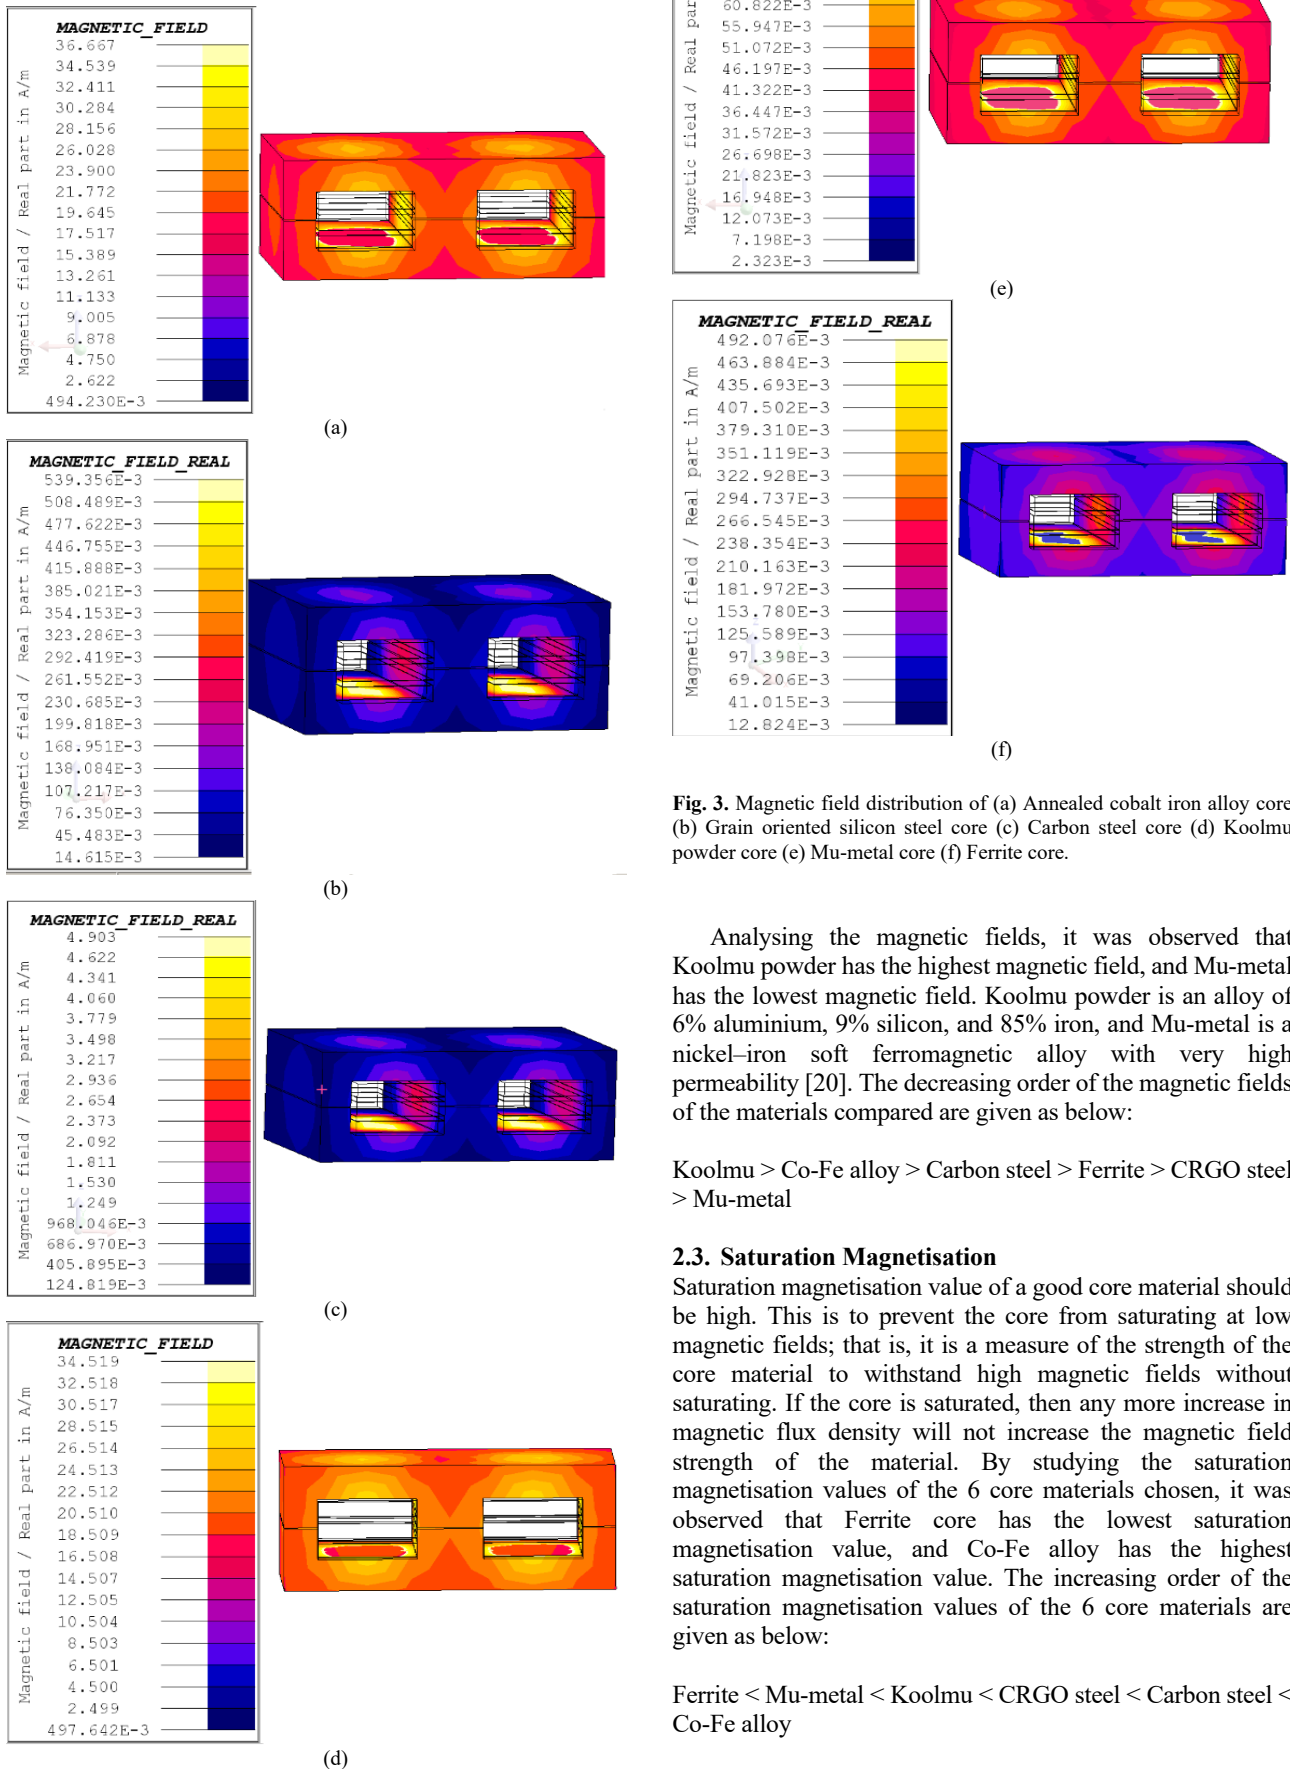 MAGNETIC_FIELD
Magnetic field / Real part in A/m
36.667
34.539
32.411
30.284
28.156
26.028
23.900
21.772
19.645
17.517
15.389
13.261
11.133
9.005
6.878
4.750
2.622
494.230E-3
(a)
MAGNETIC_FIELD_REAL
Magnetic field / Real part in A/m
539.356E-3
508.489E-3
477.622E-3
446.755E-3
415.888E-3
385.021E-3
354.153E-3
323.286E-3
292.419E-3
261.552E-3
230.685E-3
199.818E-3
168.951E-3
138.084E-3
107.217E-3
76.350E-3
45.483E-3
14.615E-3
(b)
MAGNETIC_FIELD_REAL
Magnetic field / Real part in A/m
4.903
4.622
4.341
4.060
3.779
3.498
3.217
2.936
2.654
2.373
2.092
1.811
1.530
1.249
968.046E-3
686.970E-3
405.895E-3
124.819E-3
(c)
MAGNETIC_FIELD
Magnetic field / Real part in A/m
34.519
32.518
30.517
28.515
26.514
24.513
22.512
20.510
18.509
16.508
14.507
12.505
10.504
8.503
6.501
4.500
2.499
497.642E-3
(d)
Magnetic field / Real par
60.822E-3
55.947E-3
51.072E-3
46.197E-3
41.322E-3
36.447E-3
31.572E-3
26.698E-3
21.823E-3
16.948E-3
12.073E-3
7.198E-3
2.323E-3
(e)
MAGNETIC_FIELD_REAL
Magnetic field / Real part in A/m
492.076E-3
463.884E-3
435.693E-3
407.502E-3
379.310E-3
351.119E-3
322.928E-3
294.737E-3
266.545E-3
238.354E-3
210.163E-3
181.972E-3
153.780E-3
125.589E-3
97.398E-3
69.206E-3
41.015E-3
12.824E-3
(f)
Fig. 3. Magnetic field distribution of (a) Annealed cobalt iron alloy core
(b) Grain oriented silicon steel core (c) Carbon steel core (d) Koolmu
powder core (e) Mu-metal core (f) Ferrite core.
Analysing the magnetic fields, it was observed that
Koolmu powder has the highest magnetic field, and Mu-metal
has the lowest magnetic field. Koolmu powder is an alloy of
6% aluminium, 9% silicon, and 85% iron, and Mu-metal is a
nickel–iron soft ferromagnetic alloy with very high
permeability [20]. The decreasing order of the magnetic fields
of the materials compared are given as below:
Koolmu > Co-Fe alloy > Carbon steel > Ferrite > CRGO steel
> Mu-metal
2.3. Saturation Magnetisation
Saturation magnetisation value of a good core material should
be high. This is to prevent the core from saturating at low
magnetic fields; that is, it is a measure of the strength of the
core material to withstand high magnetic fields without
saturating. If the core is saturated, then any more increase in
magnetic flux density will not increase the magnetic field
strength of the material. By studying the saturation
magnetisation values of the 6 core materials chosen, it was
observed that Ferrite core has the lowest saturation
magnetisation value, and Co-Fe alloy has the highest
saturation magnetisation value. The increasing order of the
saturation magnetisation values of the 6 core materials are
given as below:
Ferrite < Mu-metal < Koolmu < CRGO steel < Carbon steel <
Co-Fe alloy